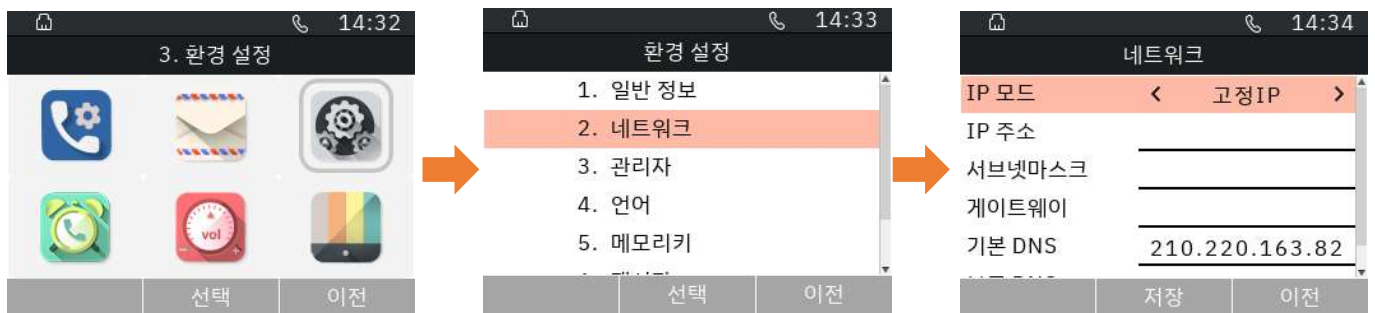 14:32
3. 환경 설정
vol
선택 이전
14:33
환경 설정
1. 일반 정보
2. 네트워크
3. 관리자
4. 언어
5. 메모리키
선택 이전
14:34
네트워크
IP 모드 < 고정IP >
IP 주소
서브넷마스크
게이트웨이
기본 DNS 210.220.163.82
저장 이전